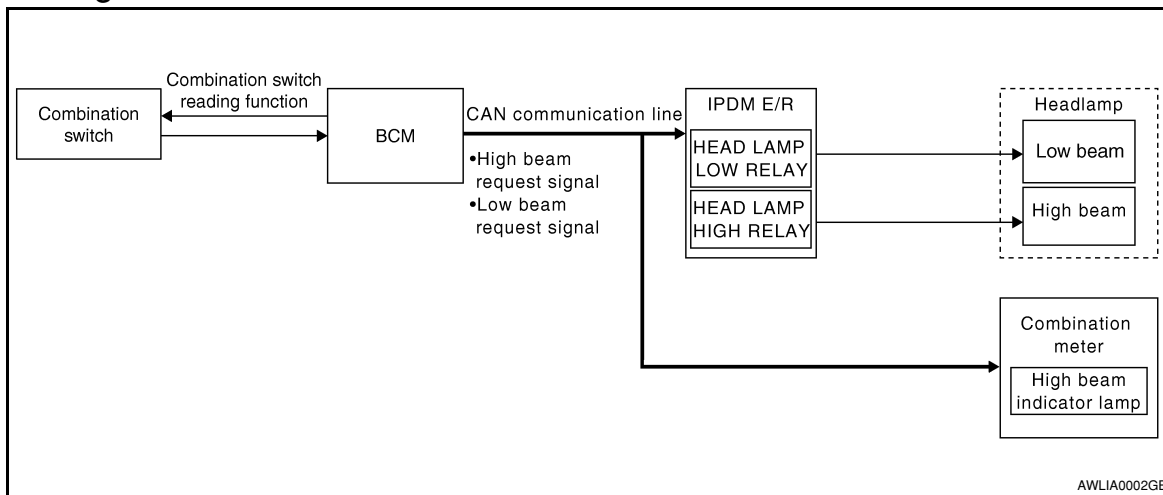 Combination switch
reading function
Combination
switch
BCM
CAN communication line
•High beam
request signal
•Low beam
request signal
IPDM E/R
HEAD LAMP
LOW RELAY
HEAD LAMP
HIGH RELAY
Headlamp
Low beam
High beam
Combination
meter
High beam
indicator lamp